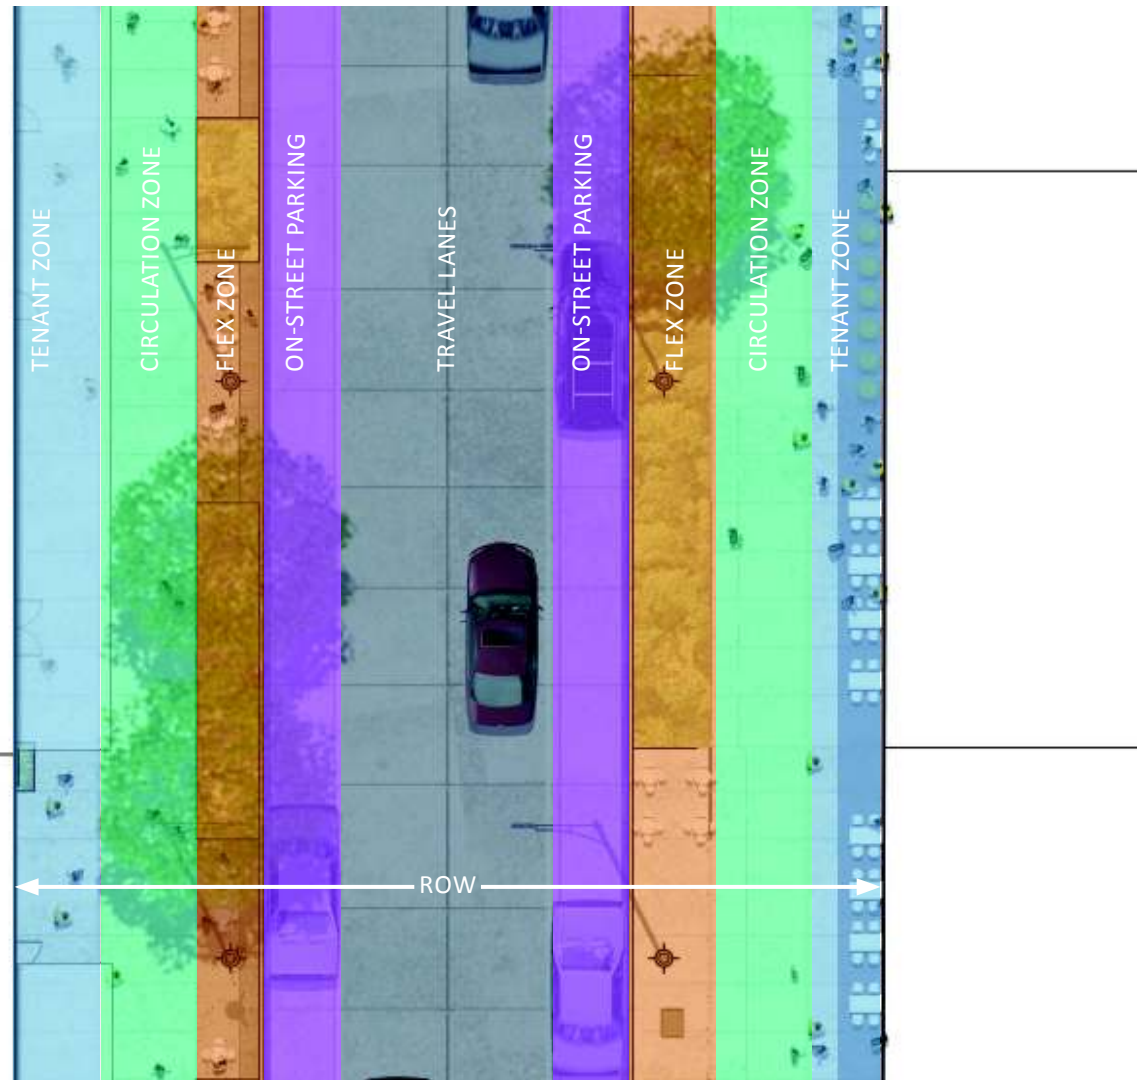 TENANT ZONE
CIRCULATION ZONE
FLEX ZONE
ON-STREET PARKING
TRAVEL LANES
ON-STREET PARKING
FLEX ZONE
CIRCULATION ZONE
TENANT ZONE
ROW